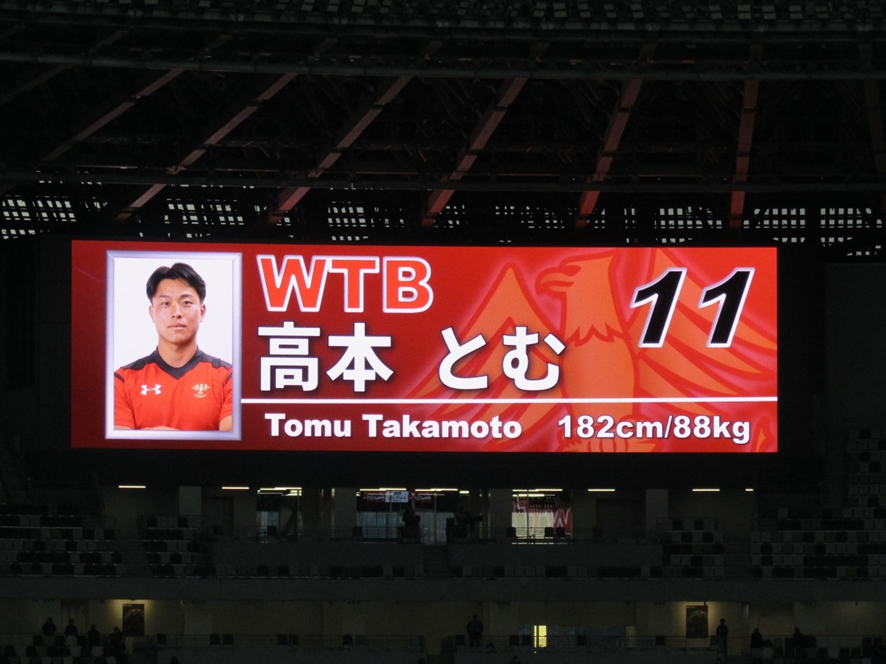 WTB
11
高本 とむ
Tomu Takamoto 182cm/88kg